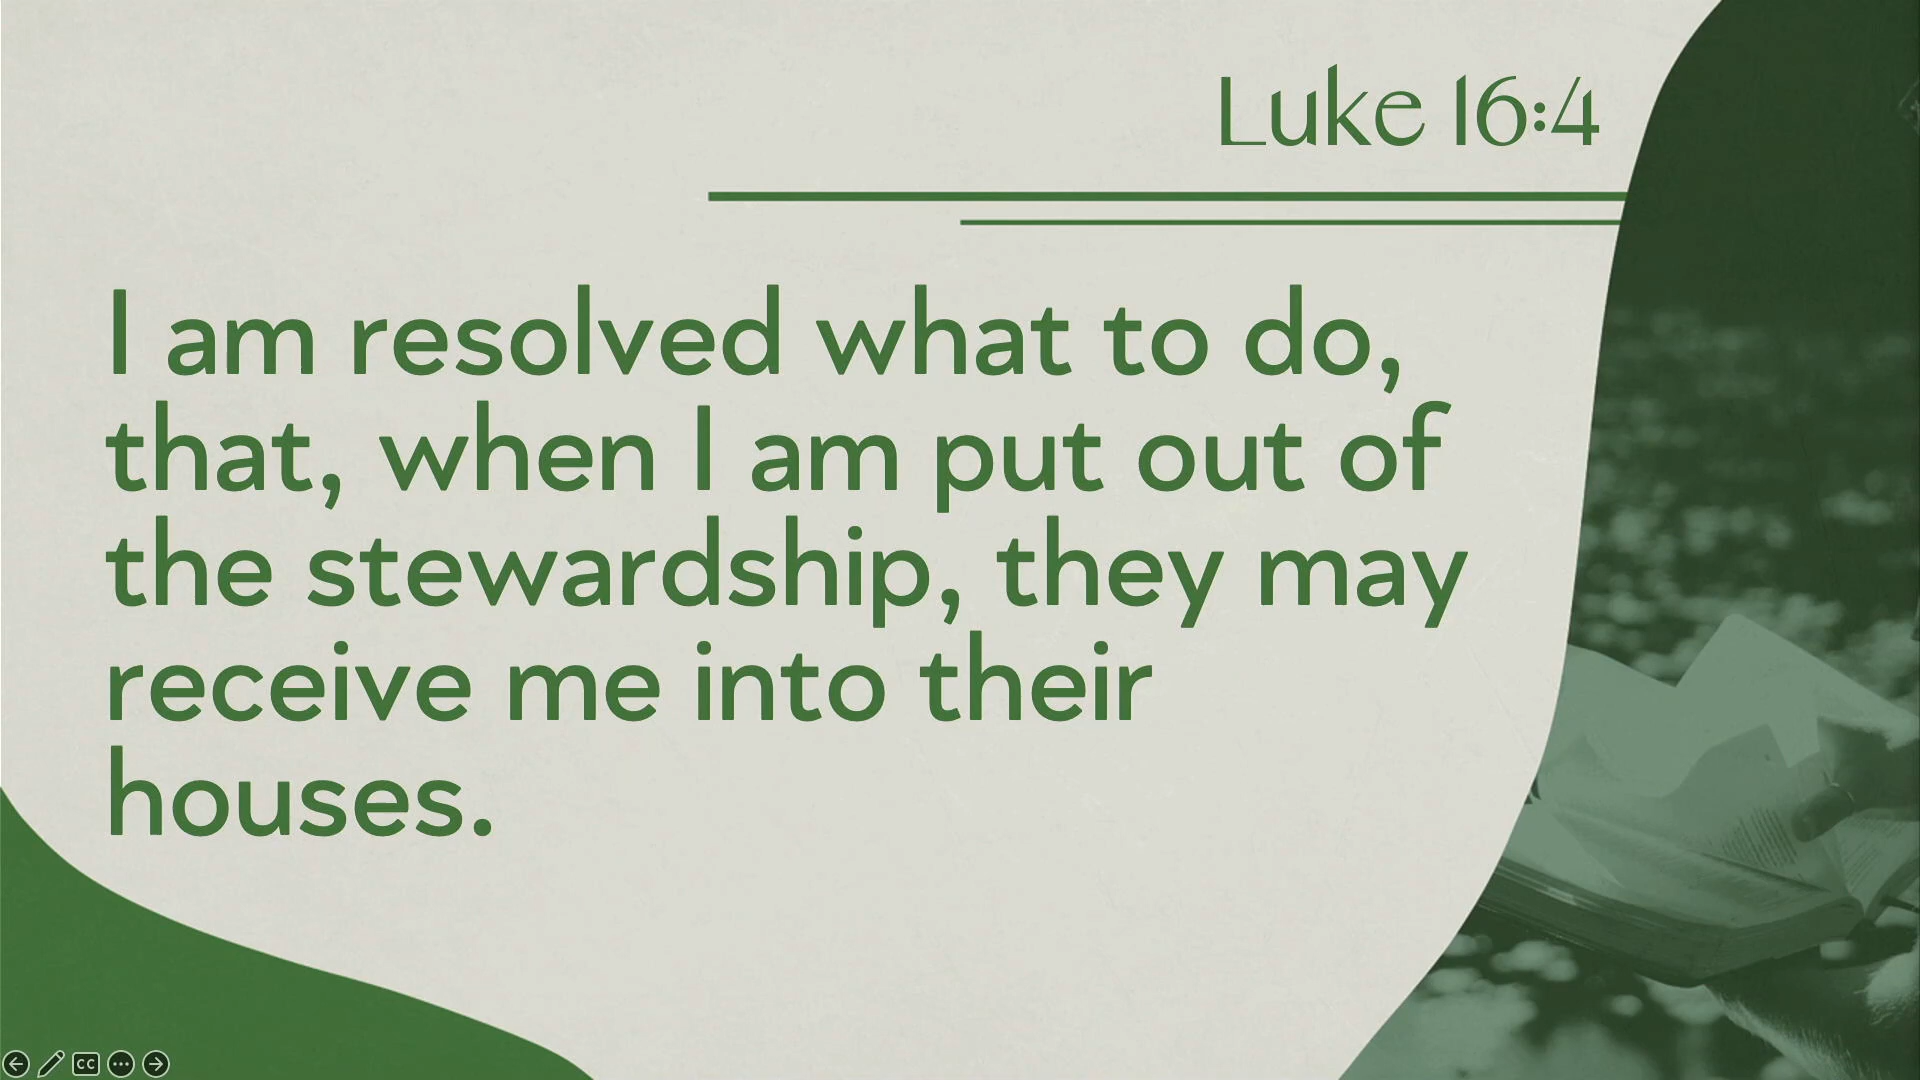 Luke 16:4
I am resolved what to do,
that, when I am put out of
the stewardship, they may
receive me into their
houses.
CC